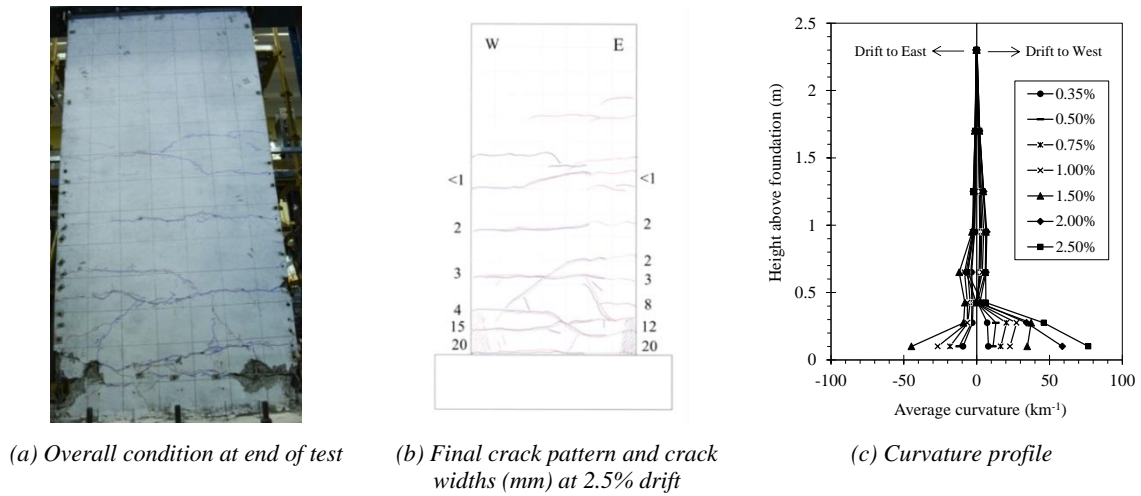 W E
<1 <1
2 2
2
3 3
4 8
15 12
20 20
Drift to East Drift to West
Height above foundation (m)
2.5
2
1.5
1
0.5
0
0.35%
0.50%
0.75%
1.00%
1.50%
2.00%
2.50%
-100 -50 0 50 100
Average curvature (km⁻¹)
(a) Overall condition at end of test
(b) Final crack pattern and crack
widths (mm) at 2.5% drift
(c) Curvature profile